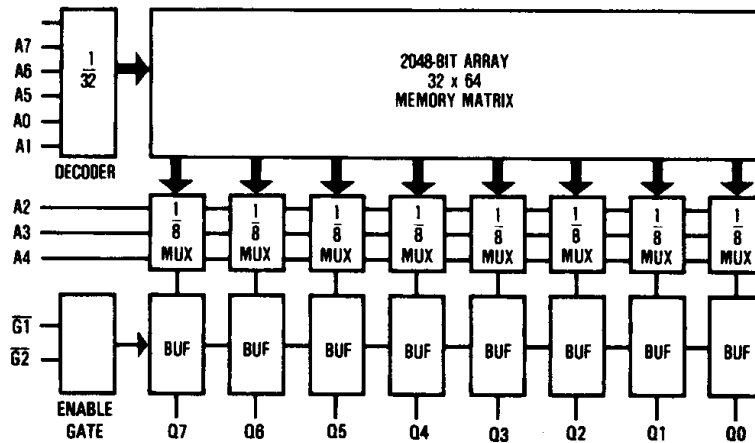 A7
A6
A5
A0
A1
1
32
DECODER
2048-BIT ARRAY
32 x 64
MEMORY MATRIX
A2
A3
A4
1 1 1 1 1 1 1 1
8 8 8 8 8 8 8 8
MUX MUX MUX MUX MUX MUX MUX MUX
G1
G2
BUF BUF BUF BUF BUF BUF BUF BUF
ENABLE
GATE
Q7 Q6 Q5 Q4 Q3 Q2 Q1 Q0